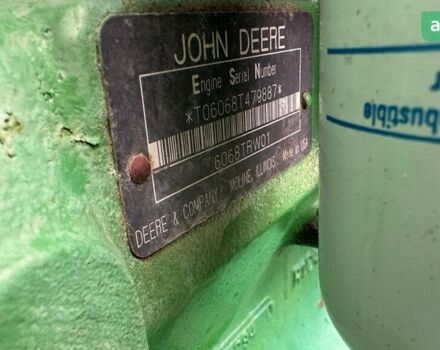 JOHN DEERE
Engine Serial Number
E S N
*T06068T479887*
6068TRW01
DEERE & COMPANY MOLINE, ILLINOIS Made in USA